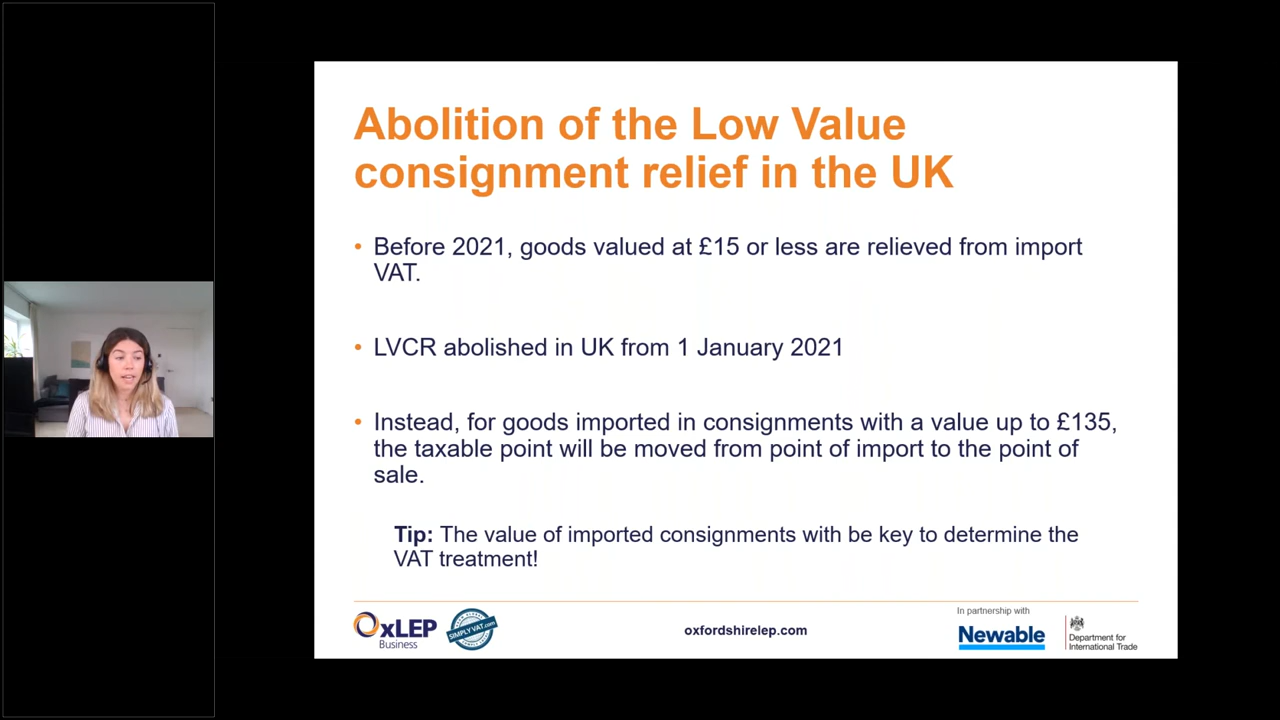 Abolition of the Low Value
consignment relief in the UK
• Before 2021, goods valued at £15 or less are relieved from import
VAT.
• LVCR abolished in UK from 1 January 2021
• Instead, for goods imported in consignments with a value up to £135,
the taxable point will be moved from point of import to the point of
sale.
Tip: The value of imported consignments with be key to determine the
VAT treatment!
OxLEP
Business
SIMPLYVAT.com
oxfordshirelep.com
In partnership with
Newable
Department for
International Trade